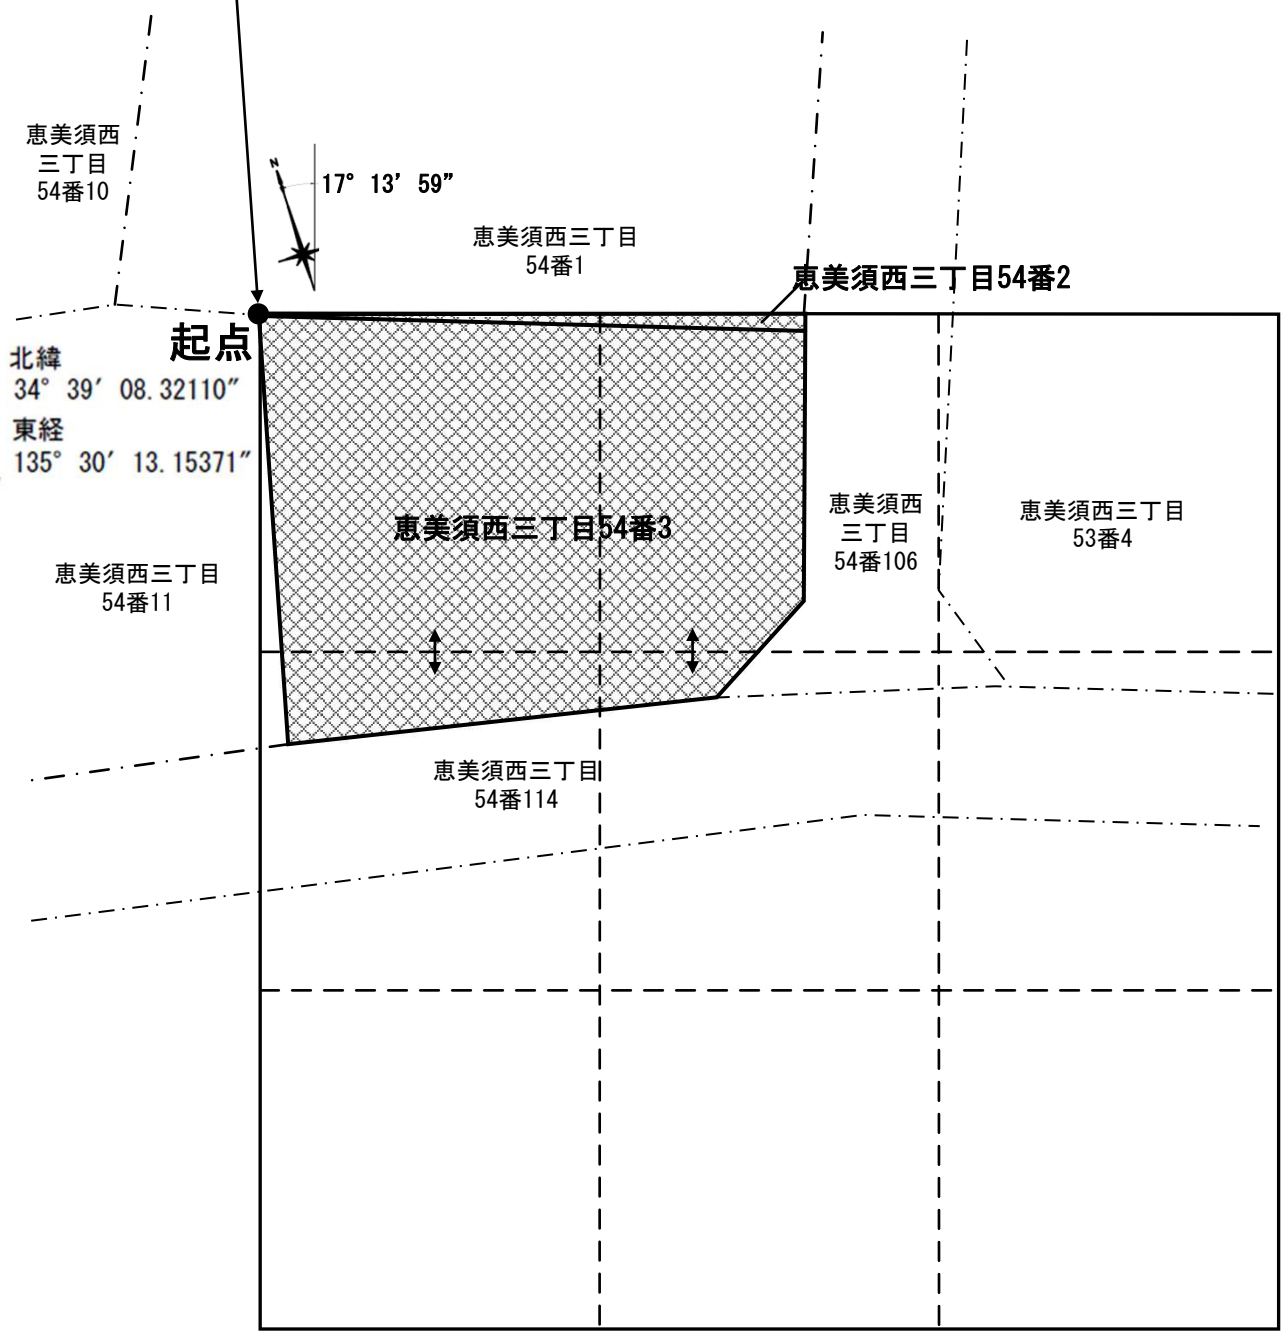 恵美須西
三丁目
54番10
N
17° 13’ 59”
恵美須西三丁目
54番1
恵美須西三丁目54番2
起点
北緯
34° 39′ 08.32110″
東経
135° 30′ 13.15371″
恵美須西三丁目54番3
恵美須西
三丁目
54番106
恵美須西三丁目
53番4
恵美須西三丁目
54番11
恵美須西三丁目
54番114